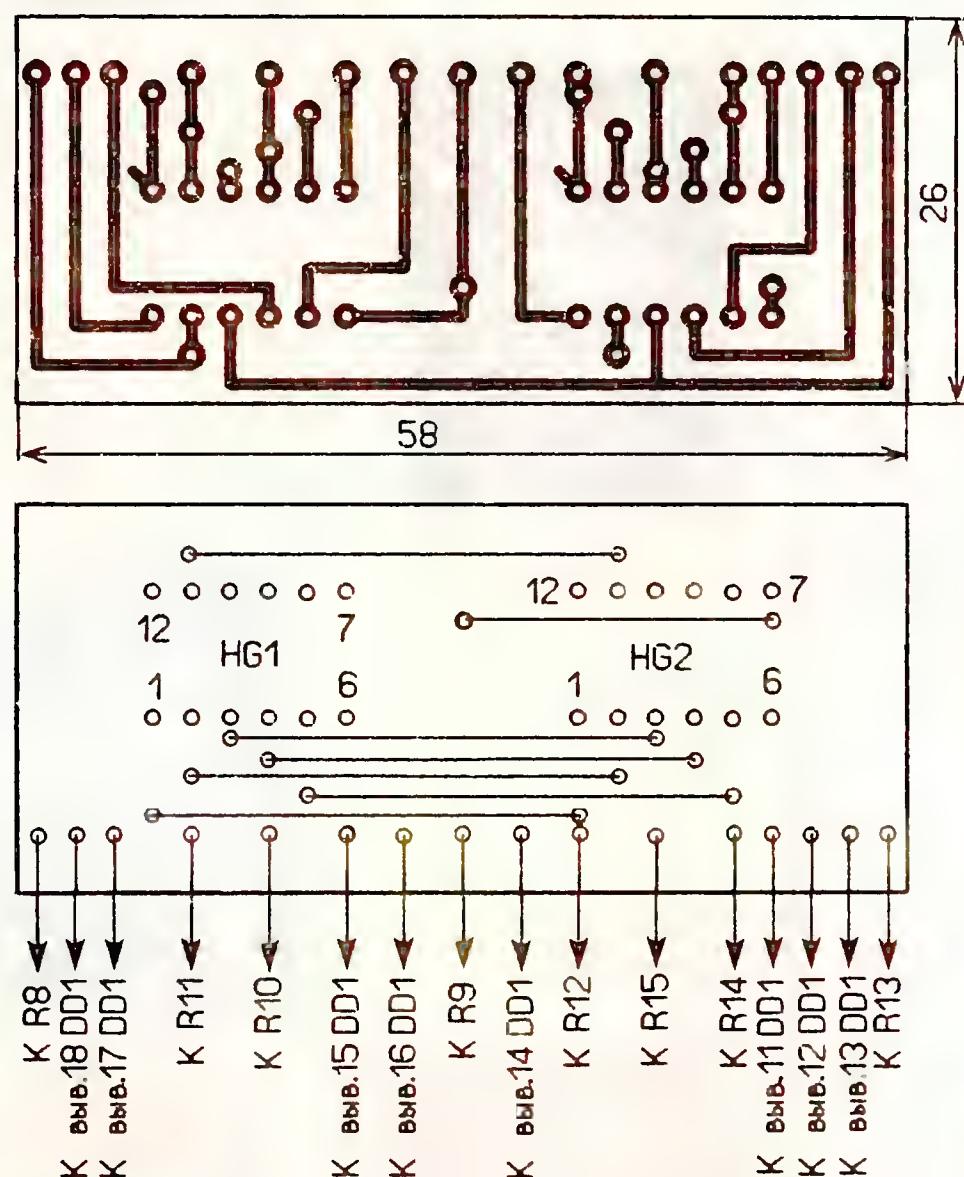 26
58
12 7
12 7
HG1
HG2
1 6
1 6
К R8
К выв.18 DD1
К выв.17 DD1
К R11
К R10
К выв.15 DD1
К выв.16 DD1
К R9
К выв.14 DD1
К R12
К R15
К R14
К выв.11 DD1
К выв.12 DD1
К выв.13 DD1
К R13